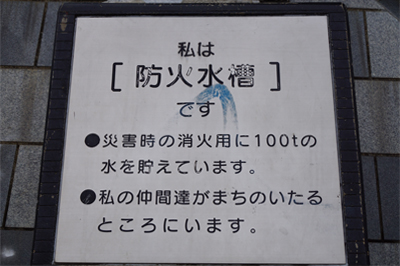 私は
[防火水槽]
です
●災害時の消火用に100tの
水を貯えています。
●私の仲間達がまちのいたる
ところにいます。